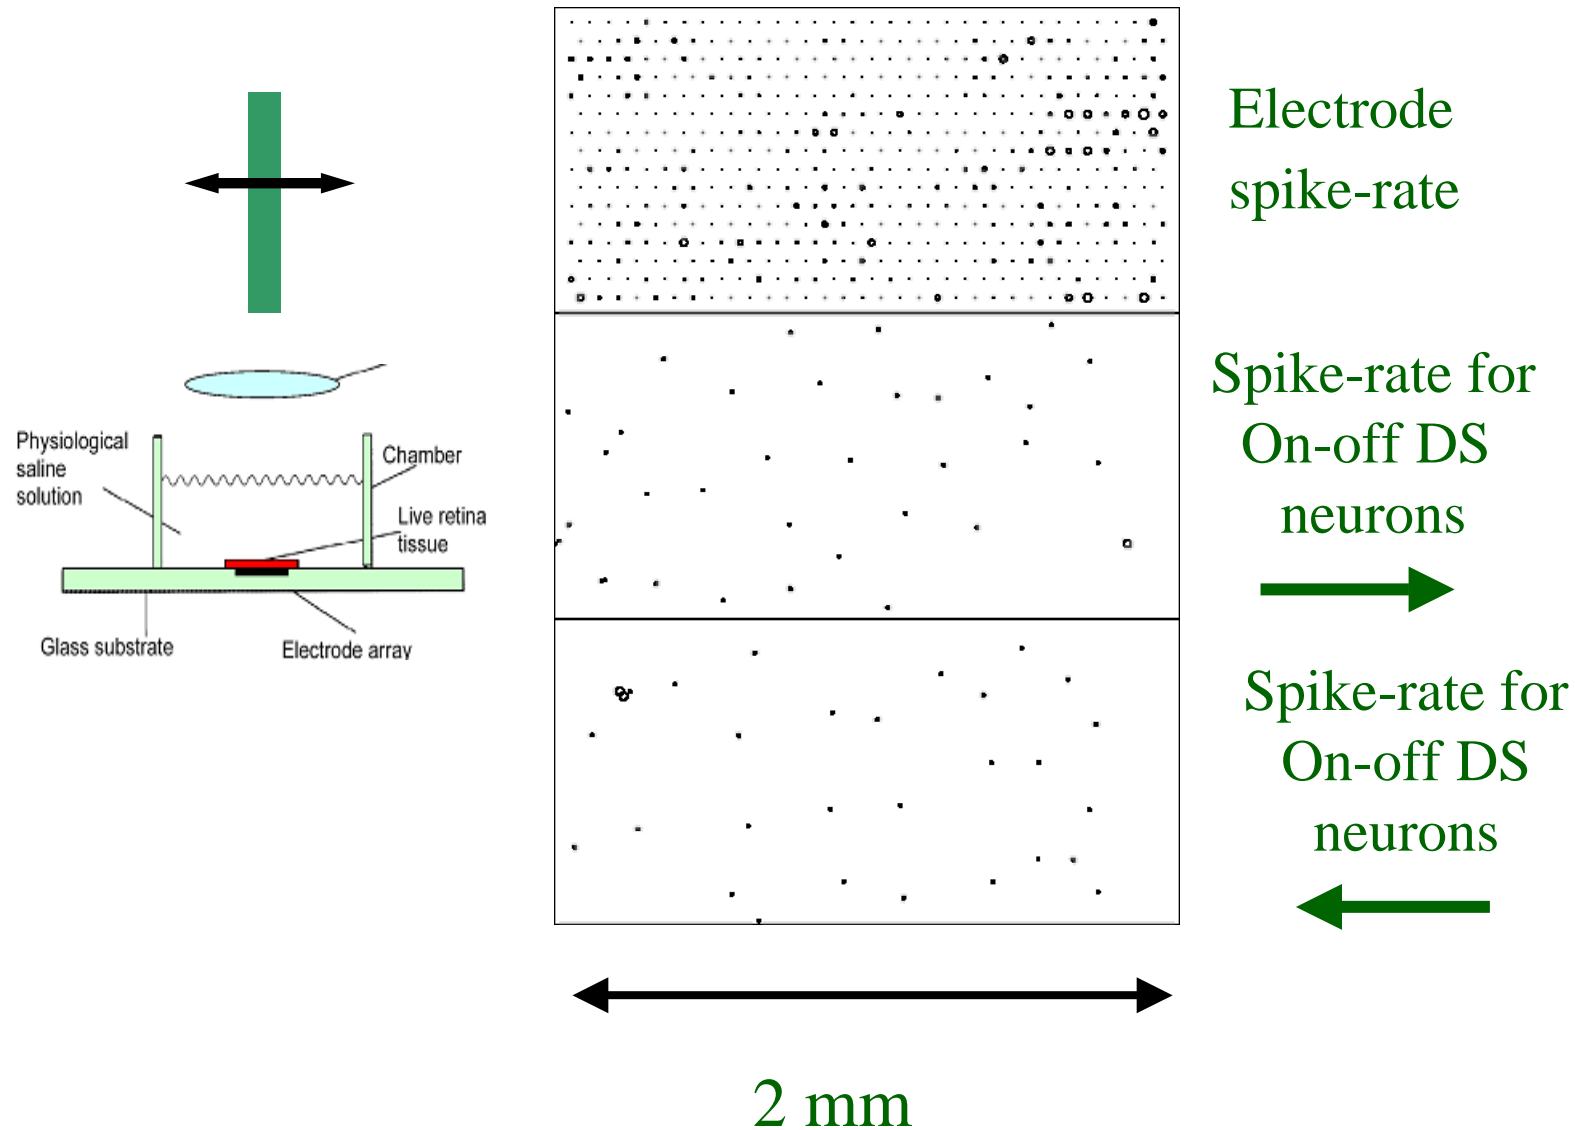 Electrode
spike-rate
Physiological
saline
solution
Chamber
Live retina
tissue
Glass substrate
Electrode array
Spike-rate for
On-off DS
neurons
Spike-rate for
On-off DS
neurons
2 mm